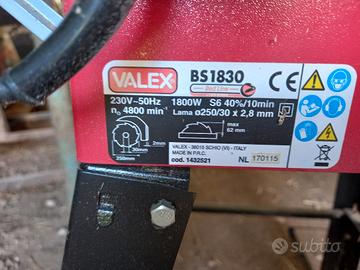 VALEX BS1830
Red Line CE
230V~50Hz 1800W S6 40%/10min
n₀ 4800 min⁻¹ Lama ø250/30 x 2,8 mm
max
62 mm
2mm
30mm
250mm
VALEX - 36015 SCHIO (VI) - ITALY
MADE IN P.R.C.
cod. 1432521 NL 170115
subito